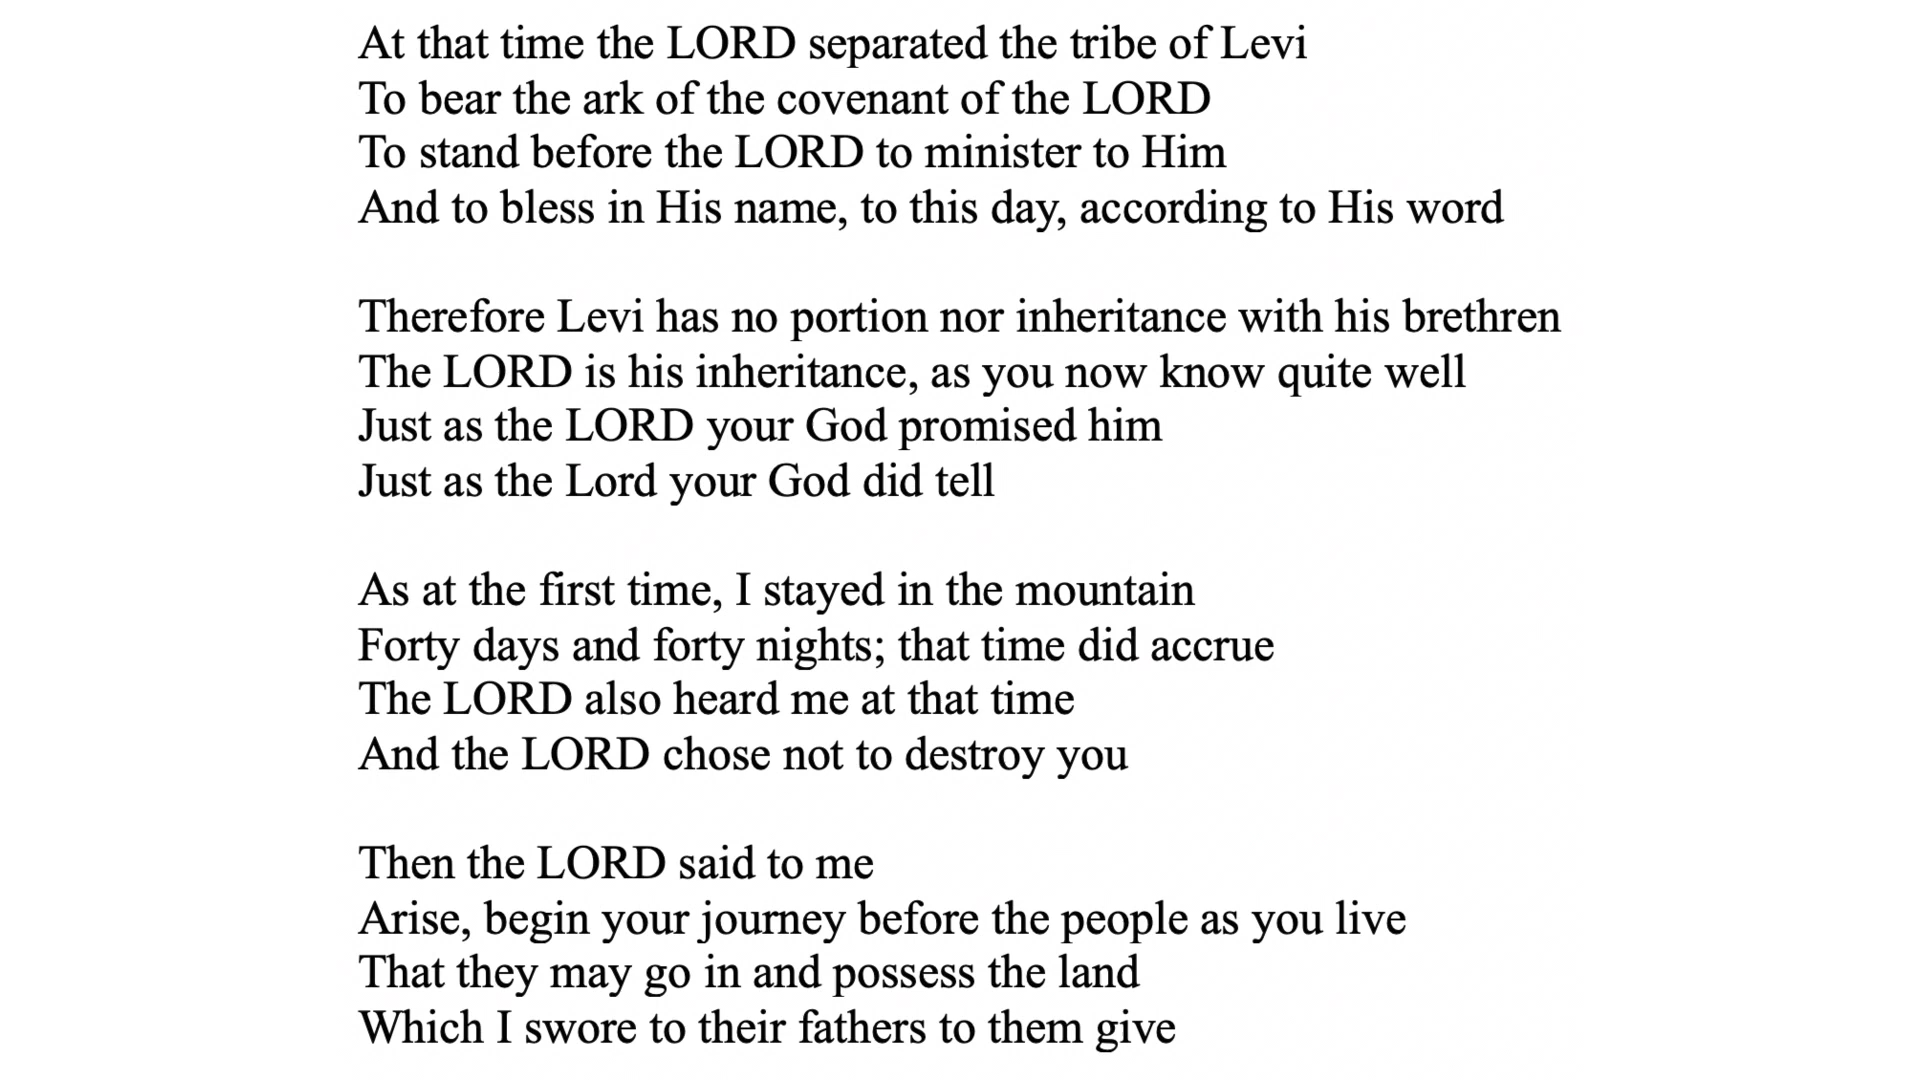 At that time the LORD separated the tribe of Levi
To bear the ark of the covenant of the LORD
To stand before the LORD to minister to Him
And to bless in His name, to this day, according to His word
Therefore Levi has no portion nor inheritance with his brethren
The LORD is his inheritance, as you now know quite well
Just as the LORD your God promised him
Just as the Lord your God did tell
As at the first time, I stayed in the mountain
Forty days and forty nights; that time did accrue
The LORD also heard me at that time
And the LORD chose not to destroy you
Then the LORD said to me
Arise, begin your journey before the people as you live
That they may go in and possess the land
Which I swore to their fathers to them give